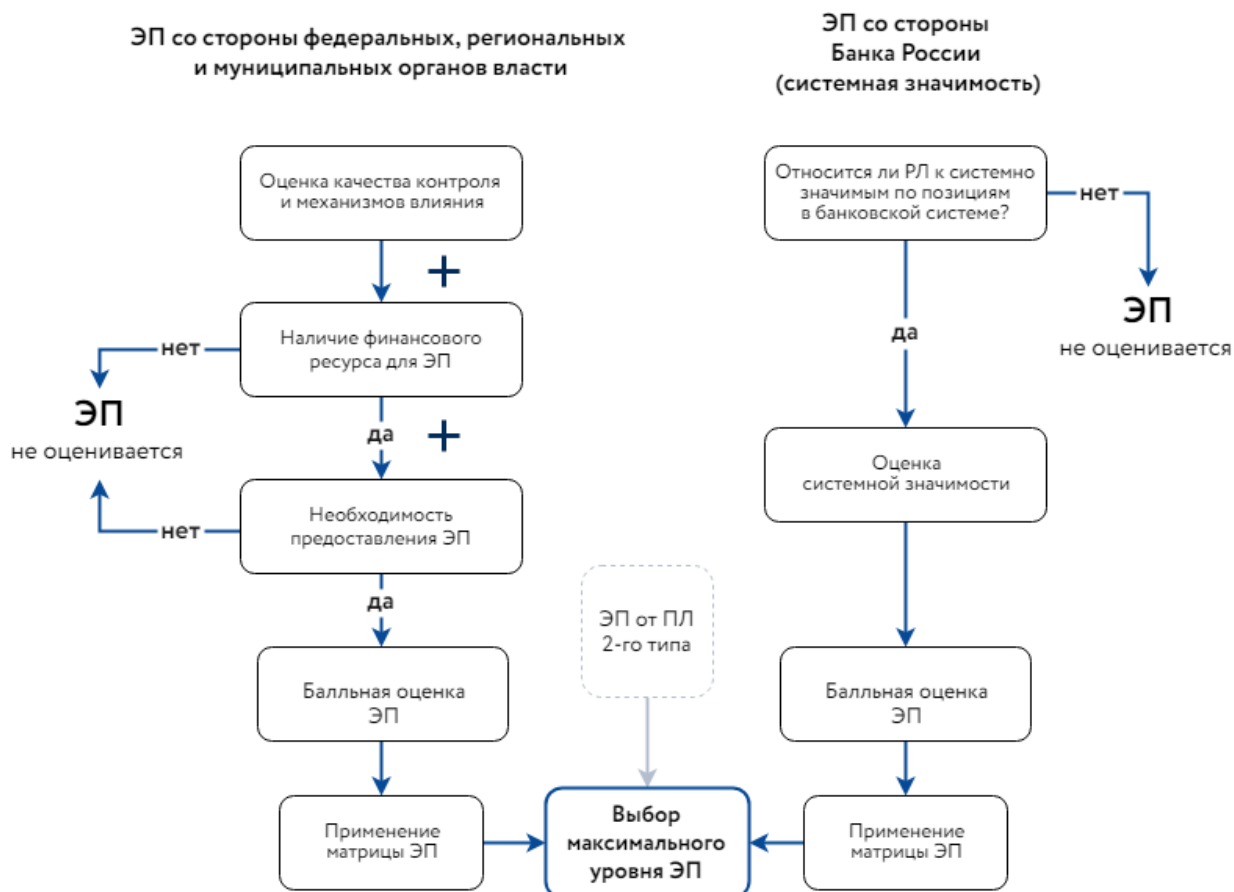 ЭП со стороны федеральных, региональных
и муниципальных органов власти
Оценка качества контроля
и механизмов влияния
+
Наличие финансового
ресурса для ЭП
нет
ЭП
не оценивается
да
+
Необходимость
предоставления ЭП
нет
да
Балльная оценка
ЭП
Применение
матрицы ЭП
ЭП от ПЛ
2-го типа
Выбор
максимального
уровня ЭП
ЭП со стороны
Банка России
(системная значимость)
Относится ли РЛ к системно
значимым по позициям
в банковской системе?
нет
ЭП
не оценивается
да
Оценка
системной значимости
Балльная оценка
ЭП
Применение
матрицы ЭП